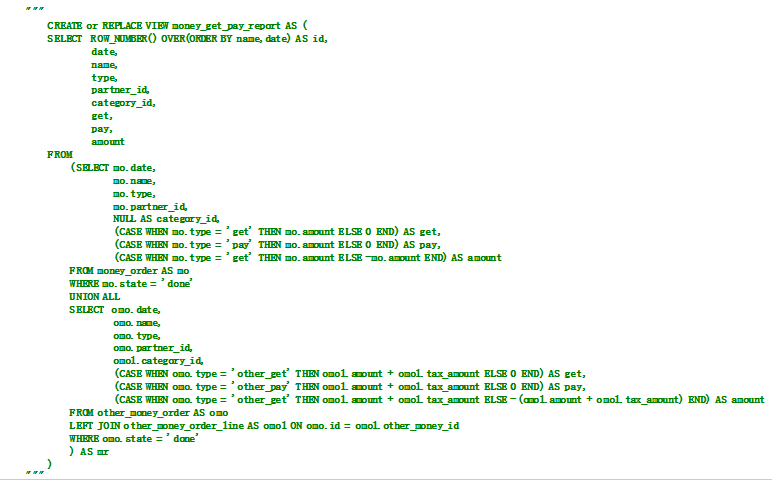 """
CREATE or REPLACE VIEW money_get_pay_report AS (
SELECT ROW_NUMBER() OVER(ORDER BY name,date) AS id,
date,
name,
type,
partner_id,
category_id,
get,
pay,
amount
FROM
(SELECT mo.date,
mo.name,
mo.type,
mo.partner_id,
NULL AS category_id,
(CASE WHEN mo.type = 'get' THEN mo.amount ELSE 0 END) AS get,
(CASE WHEN mo.type = 'pay' THEN mo.amount ELSE 0 END) AS pay,
(CASE WHEN mo.type = 'get' THEN mo.amount ELSE -mo.amount END) AS amount
FROM money_order AS mo
WHERE mo.state = 'done'
UNION ALL
SELECT omo.date,
omo.name,
omo.type,
omo.partner_id,
omol.category_id,
(CASE WHEN omo.type = 'other_get' THEN omol.amount + omol.tax_amount ELSE 0 END) AS get,
(CASE WHEN omo.type = 'other_pay' THEN omol.amount + omol.tax_amount ELSE 0 END) AS pay,
(CASE WHEN omo.type = 'other_get' THEN omol.amount + omol.tax_amount ELSE -(omol.amount + omol.tax_amount) END) AS amount
FROM other_money_order AS omo
LEFT JOIN other_money_order_line AS omol ON omo.id = omol.other_money_id
WHERE omo.state = 'done'
) AS mr
)
"""